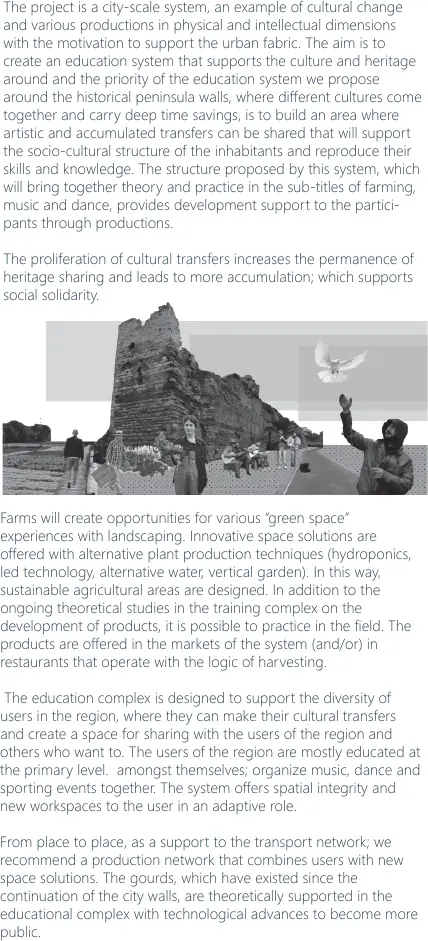 The project is a city-scale system, an example of cultural change
and various productions in physical and intellectual dimensions
with the motivation to support the urban fabric. The aim is to
create an education system that supports the culture and heritage
around and the priority of the education system we propose
around the historical peninsula walls, where different cultures come
together and carry deep time savings, is to build an area where
artistic and accumulated transfers can be shared that will support
the socio-cultural structure of the inhabitants and reproduce their
skills and knowledge. The structure proposed by this system, which
will bring together theory and practice in the sub-titles of farming,
music and dance, provides development support to the partici-
pants through productions.
The proliferation of cultural transfers increases the permanence of
heritage sharing and leads to more accumulation; which supports
social solidarity.
Farms will create opportunities for various “green space”
experiences with landscaping. Innovative space solutions are
offered with alternative plant production techniques (hydroponics,
led technology, alternative water, vertical garden). In this way,
sustainable agricultural areas are designed. In addition to the
ongoing theoretical studies in the training complex on the
development of products, it is possible to practice in the field. The
products are offered in the markets of the system (and/or) in
restaurants that operate with the logic of harvesting.
The education complex is designed to support the diversity of
users in the region, where they can make their cultural transfers
and create a space for sharing with the users of the region and
others who want to. The users of the region are mostly educated at
the primary level.  amongst themselves; organize music, dance and
sporting events together. The system offers spatial integrity and
new workspaces to the user in an adaptive role.
From place to place, as a support to the transport network; we
recommend a production network that combines users with new
space solutions. The gourds, which have existed since the
continuation of the city walls, are theoretically supported in the
educational complex with technological advances to become more
public.